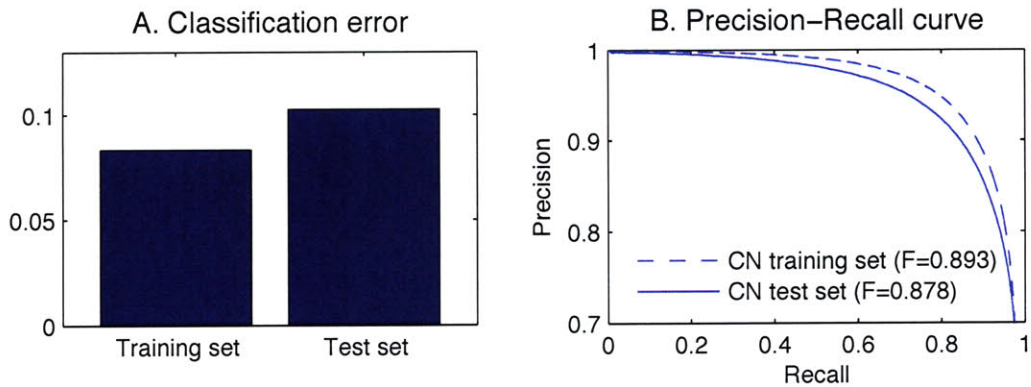 A. Classification error
0.1
0.05
0
Training set Test set
B. Precision–Recall curve
1
0.9
0.8
0.7
Precision
CN training set (F=0.893)
CN test set (F=0.878)
0 0.2 0.4 0.6 0.8 1
Recall